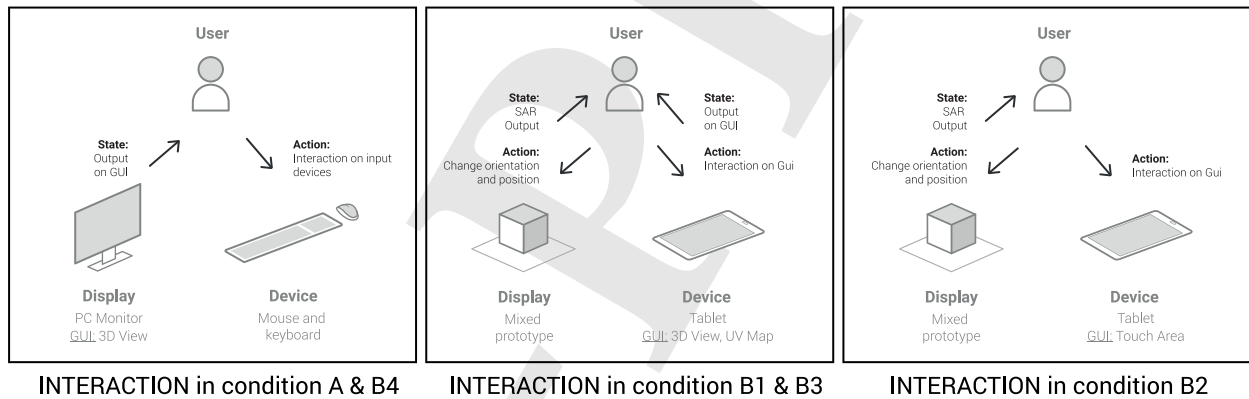 User
State:
Output
on GUI
Action:
Interaction on input
devices
Display
PC Monitor
GUI: 3D View
Device
Mouse and
keyboard
INTERACTION in condition A & B4
User
State:
SAR
Output
State:
Output
on GUI
Action:
Change orientation
and position
Action:
Interaction on Gui
Display
Mixed
prototype
Device
Tablet
GUI: 3D View, UV Map
INTERACTION in condition B1 & B3
User
State:
SAR
Output
Action:
Change orientation
and position
Action:
Interaction on Gui
Display
Mixed
prototype
Device
Tablet
GUI: Touch Area
INTERACTION in condition B2